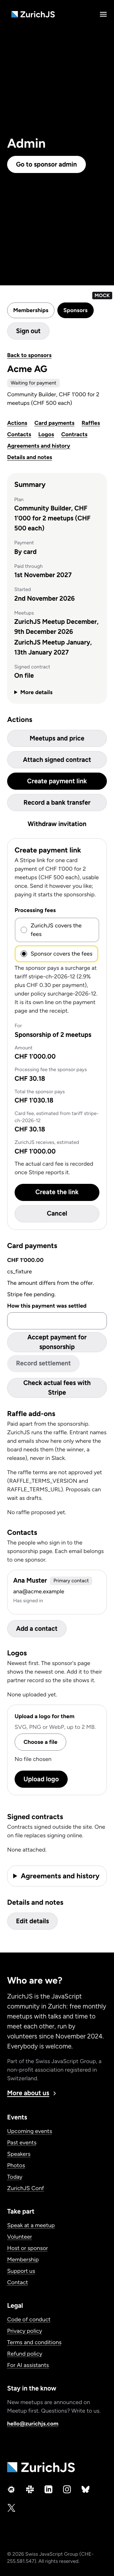 ZurichJS
Admin
Go to sponsor admin
MOCK
Memberships
Sponsors
Sign out
Back to sponsors
Acme AG
Waiting for payment
Community Builder, CHF 1'000 for 2
meetups (CHF 500 each)
Actions Card payments Raffles
Contacts Logos Contracts
Agreements and history
Details and notes
Summary
Plan
Community Builder, CHF
1'000 for 2 meetups (CHF
500 each)
Payment
By card
Paid through
1st November 2027
Started
2nd November 2026
Meetups
ZurichJS Meetup December,
9th December 2026
ZurichJS Meetup January,
13th January 2027
Signed contract
On file
More details
Actions
Meetups and price
Attach signed contract
Create payment link
Record a bank transfer
Withdraw invitation
Create payment link
A Stripe link for one card
payment of CHF 1'000 for 2
meetups (CHF 500 each), usable
once. Send it however you like;
paying it starts the sponsorship.
Processing fees
ZurichJS covers the
fees
Sponsor covers the fees
The sponsor pays a surcharge at
tariff stripe-ch-2026-12 (2.9%
plus CHF 0.30 per payment),
under policy surcharge-2026-12.
It is its own line on the payment
page and the receipt.
For
Sponsorship of 2 meetups
Amount
CHF 1'000.00
Processing fee the sponsor pays
CHF 30.18
Total the sponsor pays
CHF 1'030.18
Card fee, estimated from tariff stripe-
ch-2026-12
CHF 30.18
ZurichJS receives, estimated
CHF 1'000.00
The actual card fee is recorded
once Stripe reports it.
Create the link
Cancel
Card payments
CHF 1'000.00
cs_fixture
The amount differs from the offer.
Stripe fee pending.
How this payment was settled
Accept payment for
sponsorship
Record settlement
Check actual fees with
Stripe
Raffle add-ons
Paid apart from the sponsorship.
ZurichJS runs the raffle. Entrant names
and emails show here only where the
board needs them (the winner, a
release), never in Slack.
The raffle terms are not approved yet
(RAFFLE_TERMS_VERSION and
RAFFLE_TERMS_URL). Proposals can
wait as drafts.
No raffle proposed yet.
Contacts
The people who sign in to the
sponsorship page. Each email belongs
to one sponsor.
Ana Muster Primary contact
ana@acme.example
Has signed in
Add a contact
Logos
Newest first. The sponsor's page
shows the newest one. Add it to their
partner record so the site shows it.
None uploaded yet.
Upload a logo for them
SVG, PNG or WebP, up to 2 MB.
Choose a file
No file chosen
Upload logo
Signed contracts
Contracts signed outside the site. One
on file replaces signing online.
None attached.
Agreements and history
Details and notes
Edit details
Who are we?
ZurichJS is the JavaScript
community in Zurich: free monthly
meetups with talks and time to
meet each other, run by
volunteers since November 2024.
Everybody is welcome.
Part of the Swiss JavaScript Group, a
non-profit association registered in
Switzerland.
More about us
Events
Upcoming events
Past events
Speakers
Photos
Today
ZurichJS Conf
Take part
Speak at a meetup
Volunteer
Host or sponsor
Membership
Support us
Contact
Legal
Code of conduct
Privacy policy
Terms and conditions
Refund policy
For AI assistants
Stay in the know
New meetups are announced on
Meetup first. Questions? Write to us.
hello@zurichjs.com
ZurichJS
© 2026 Swiss JavaScript Group (CHE-
255.581.547). All rights reserved.